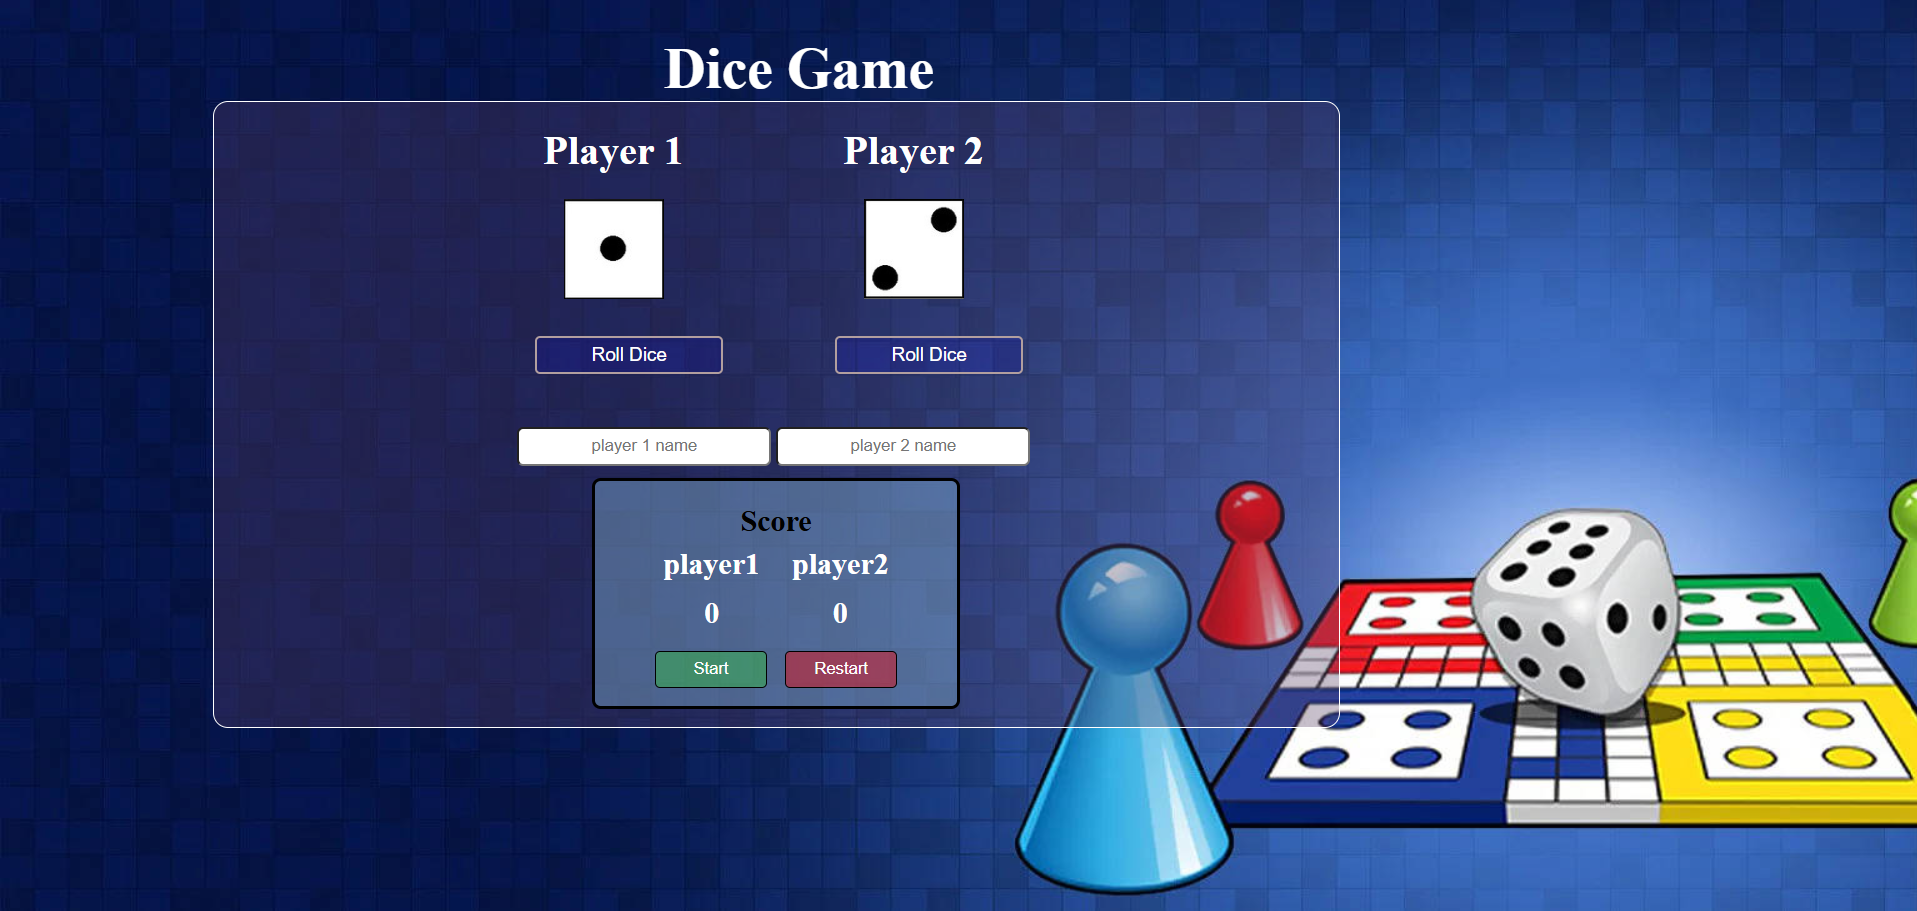 Dice Game
Player 1 Player 2
Roll Dice Roll Dice
player 1 name player 2 name
Score
player1 player2
0 0
Start Restart